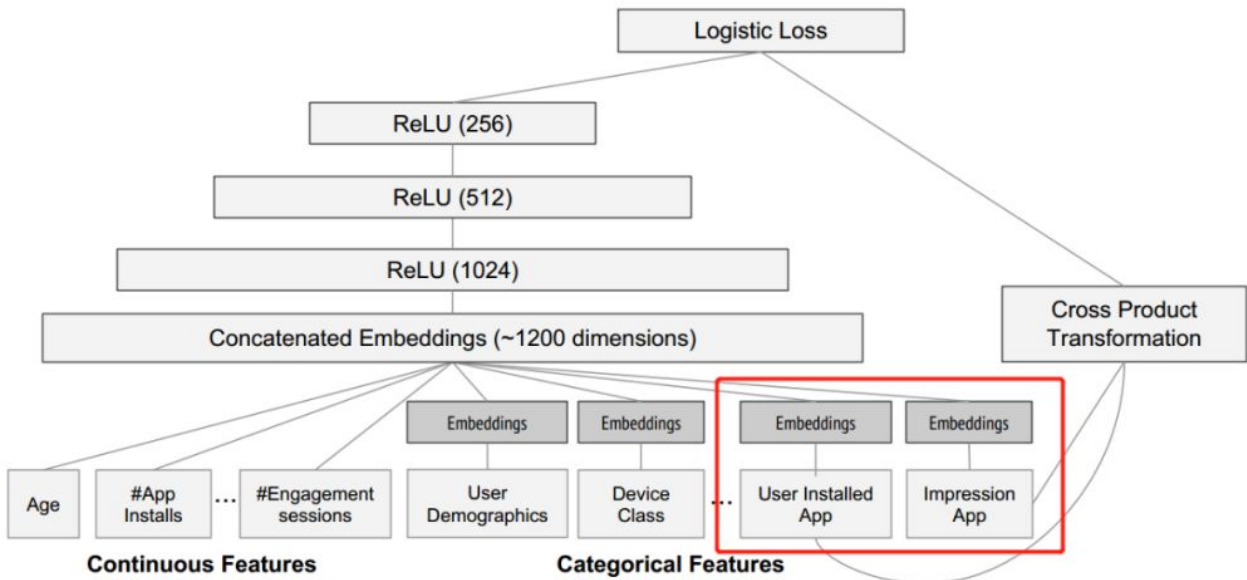 Logistic Loss
ReLU (256)
ReLU (512)
ReLU (1024)
Concatenated Embeddings (~1200 dimensions)
Cross Product
Transformation
Embeddings
Embeddings
Embeddings
Embeddings
Age
#App
Installs
...
#Engagement
sessions
User
Demographics
Device
Class
...
User Installed
App
Impression
App
Continuous Features
Categorical Features